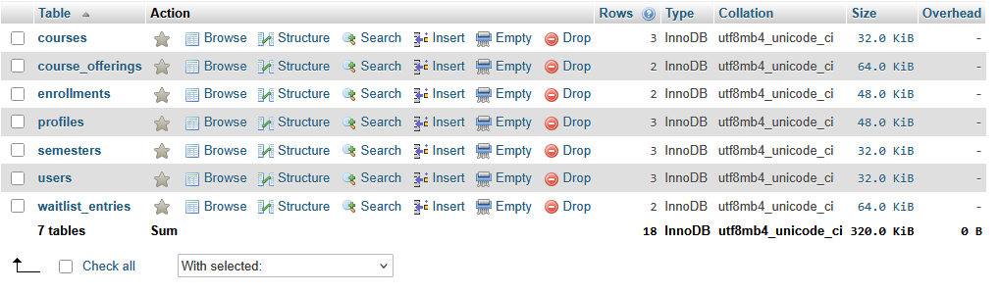 Table Action Rows Type Collation Size Overhead
courses Browse Structure Search Insert Empty Drop 3 InnoDB utf8mb4_unicode_ci 32.0 KiB -
course_offerings Browse Structure Search Insert Empty Drop 2 InnoDB utf8mb4_unicode_ci 64.0 KiB -
enrollments Browse Structure Search Insert Empty Drop 2 InnoDB utf8mb4_unicode_ci 48.0 KiB -
profiles Browse Structure Search Insert Empty Drop 3 InnoDB utf8mb4_unicode_ci 48.0 KiB -
semesters Browse Structure Search Insert Empty Drop 3 InnoDB utf8mb4_unicode_ci 32.0 KiB -
users Browse Structure Search Insert Empty Drop 3 InnoDB utf8mb4_unicode_ci 32.0 KiB -
waitlist_entries Browse Structure Search Insert Empty Drop 2 InnoDB utf8mb4_unicode_ci 64.0 KiB -
7 tables Sum 18 InnoDB utf8mb4_unicode_ci 320.0 KiB 0 B
Check all With selected: